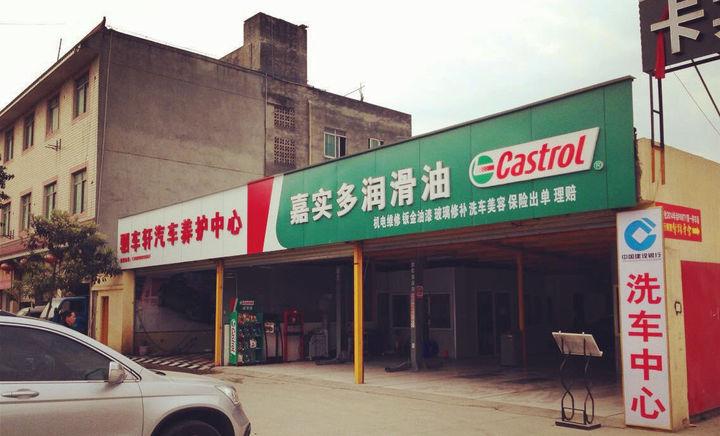 车轩汽车养护中心
嘉实多润滑油
Castrol
机电维修 钣金油漆 玻璃修补 洗车美容 保险出单 理赔
中国建设银行
洗车中心
卡
Castrol